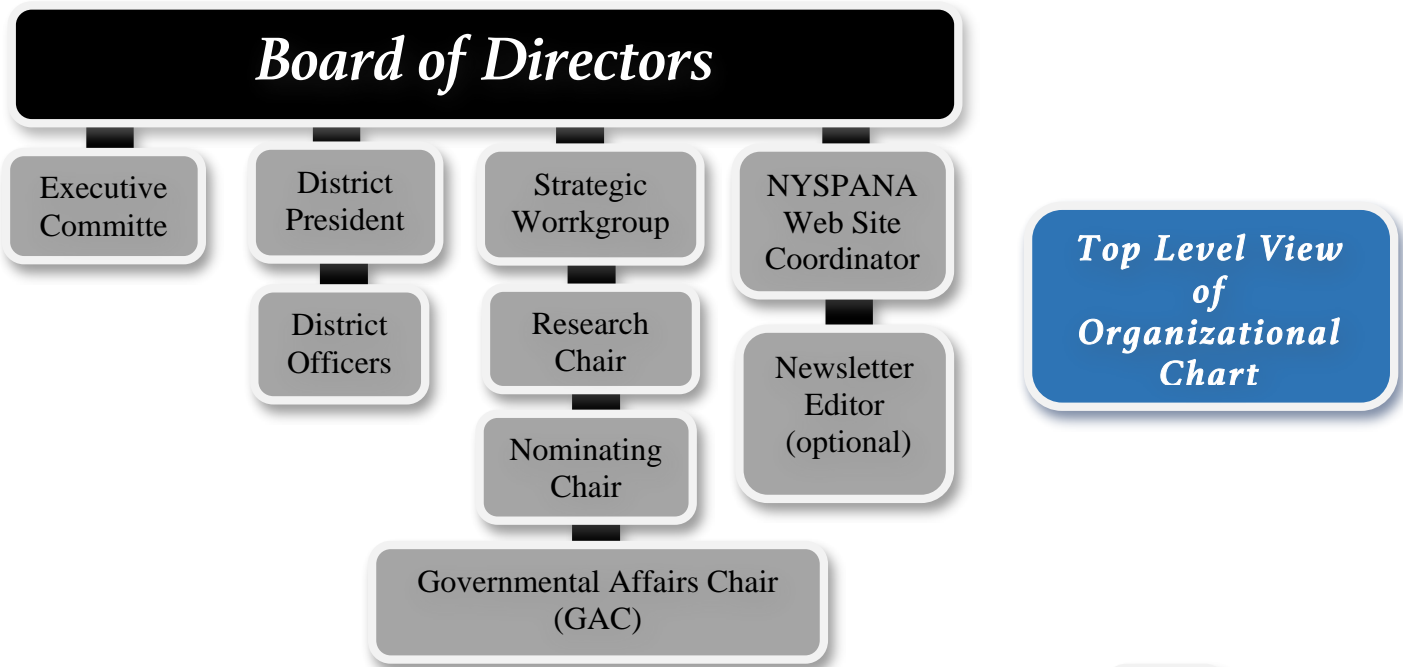 Board of Directors
Executive
Committe
District
President
Strategic
Worrkgroup
NYSPANA
Web Site
Coordinator
District
Officers
Research
Chair
Newsletter
Editor
(optional)
Nominating
Chair
Governmental Affairs Chair
(GAC)
Top Level View
of
Organizational
Chart